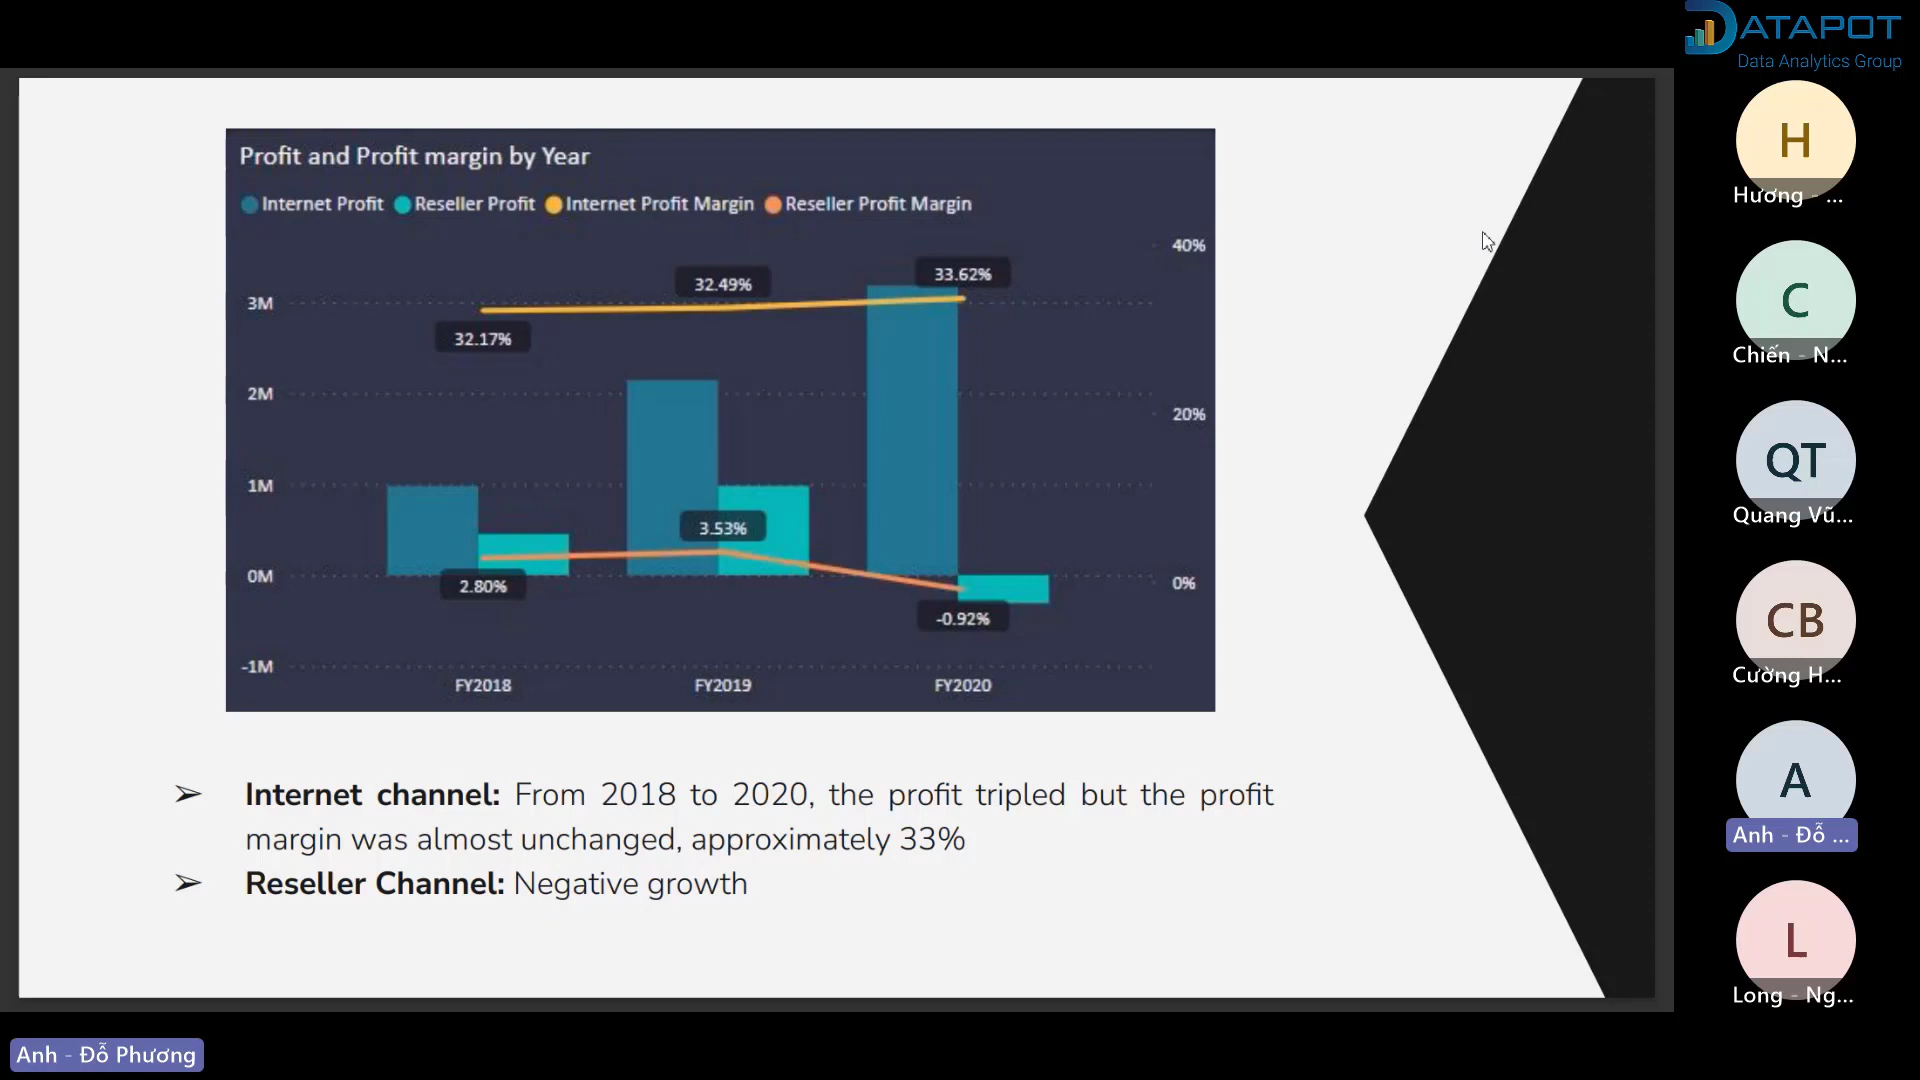 DATAPOT
Data Analytics Group
Profit and Profit margin by Year
Internet Profit Reseller Profit Internet Profit Margin Reseller Profit Margin
40%
33.62%
32.49%
3M
32.17%
2M
20%
1M
3.53%
0M
0%
2.80%
-0.92%
-1M
FY2018 FY2019 FY2020
➢ Internet channel: From 2018 to 2020, the profit tripled but the profit
margin was almost unchanged, approximately 33%
➢ Reseller Channel: Negative growth
H
Hương - ...
C
Chiến - N...
QT
Quang Vũ...
CB
Cường H...
A
Anh - Đỗ ...
L
Long - Ng...
Anh - Đỗ Phương